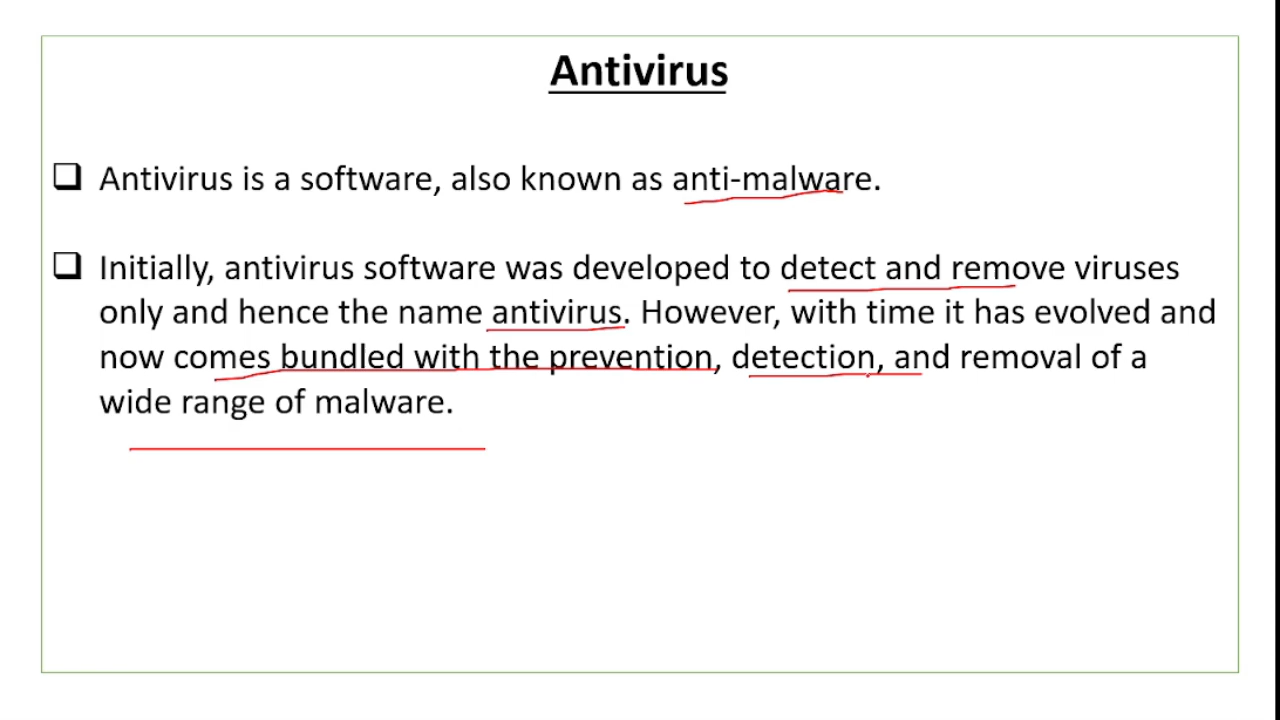 Antivirus
❑ Antivirus is a software, also known as anti-malware.
❑ Initially, antivirus software was developed to detect and remove viruses
only and hence the name antivirus. However, with time it has evolved and
now comes bundled with the prevention, detection, and removal of a
wide range of malware.